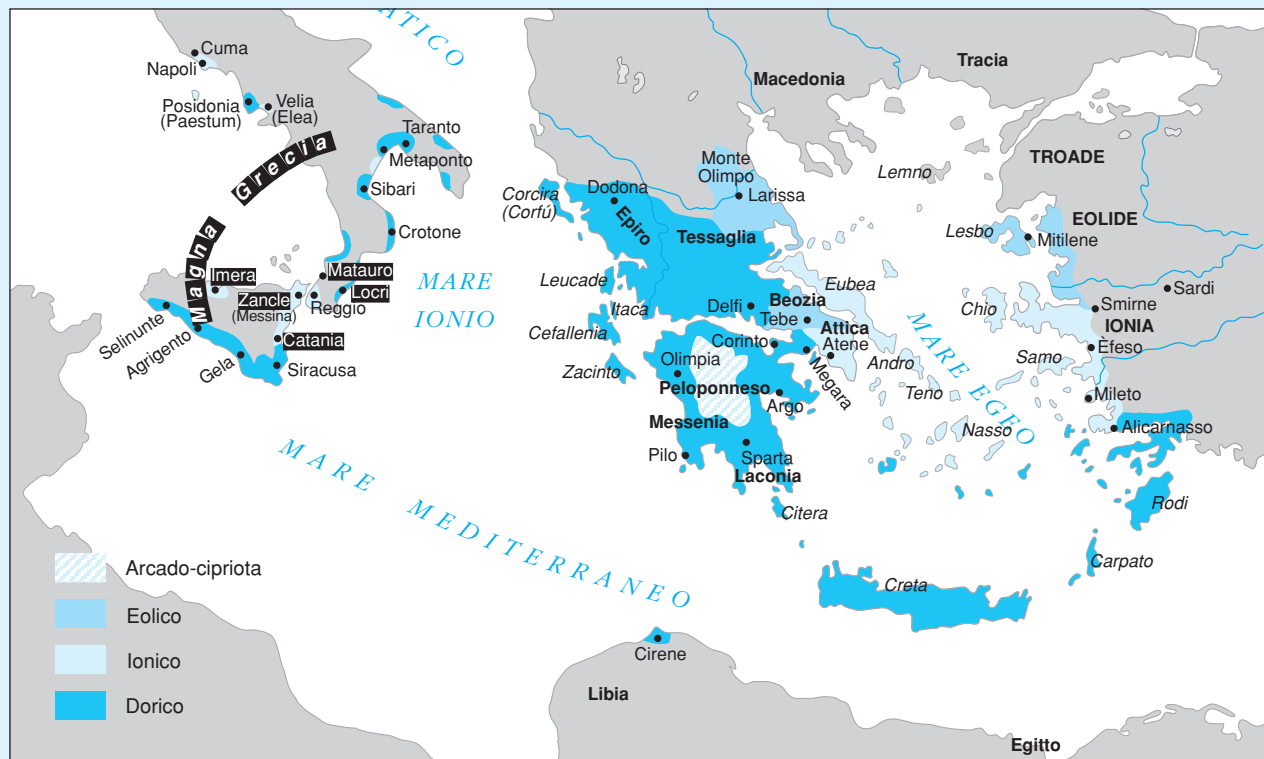 ATICO
Cuma
Napoli
Posidonia
(Paestum)
Velia
(Elea)
Taranto
Metaponto
Sibari
Crotone
Magna Grecia
Matauro
Locri
Imera
Zancle
(Messina)
Reggio
Catania
Selinunte
Agrigento
Gela
Siracusa
MARE
IONIO
Macedonia
Tracia
Monte
Olimpo
Larissa
Lemno
TROADE
Corcira
(Corfú)
Dodona
Epiro
Tessaglia
EOLIDE
Lesbo
Mitilene
Leucade
Itaca
Cefallenia
Zacinto
Delfi
Beozia
Tebe
Eubea
Attica
Atene
Corinto
Megara
Olimpia
Peloponneso
Argo
Messenia
Pilo
Sparta
Laconia
Citera
Andro
Teno
Nasso
MARE EGEO
Chio
Smirne
Sardi
IONIA
Efeso
Samo
Mileto
Alicarnasso
Rodi
Carpato
Creta
MARE MEDITERRANEO
Cirene
Libia
Egitto
Arcado-cipriota
Eolico
Ionico
Dorico